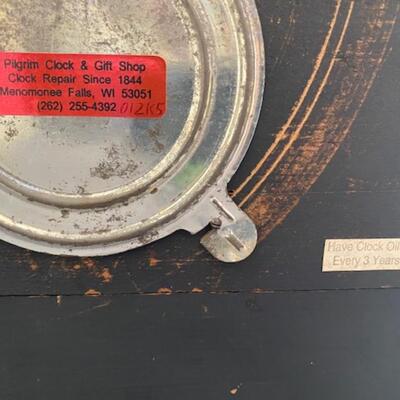 Pilgrim Clock & Gift Shop
Clock Repair Since 1844
Menomonee Falls, WI 53051
(262) 255-4392 012K5
Have Clock Oil
Every 3 Years